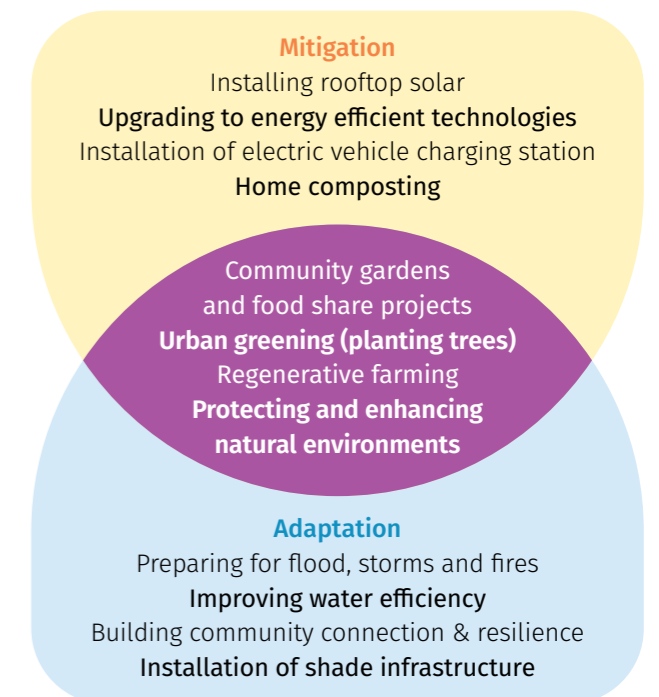 Mitigation
Installing rooftop solar
Upgrading to energy efficient technologies
Installation of electric vehicle charging station
Home composting
Community gardens
and food share projects
Urban greening (planting trees)
Regenerative farming
Protecting and enhancing
natural environments
Adaptation
Preparing for flood, storms and fires
Improving water efficiency
Building community connection & resilience
Installation of shade infrastructure